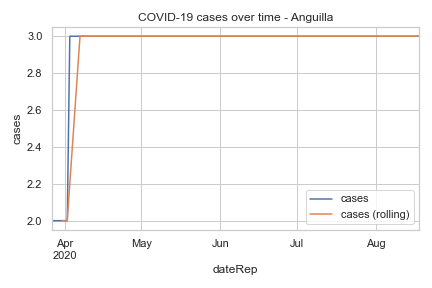 COVID-19 cases over time - Anguilla
cases
3.0
2.8
2.6
2.4
2.2
2.0
cases
cases (rolling)
Apr May Jun Jul Aug
2020
dateRep